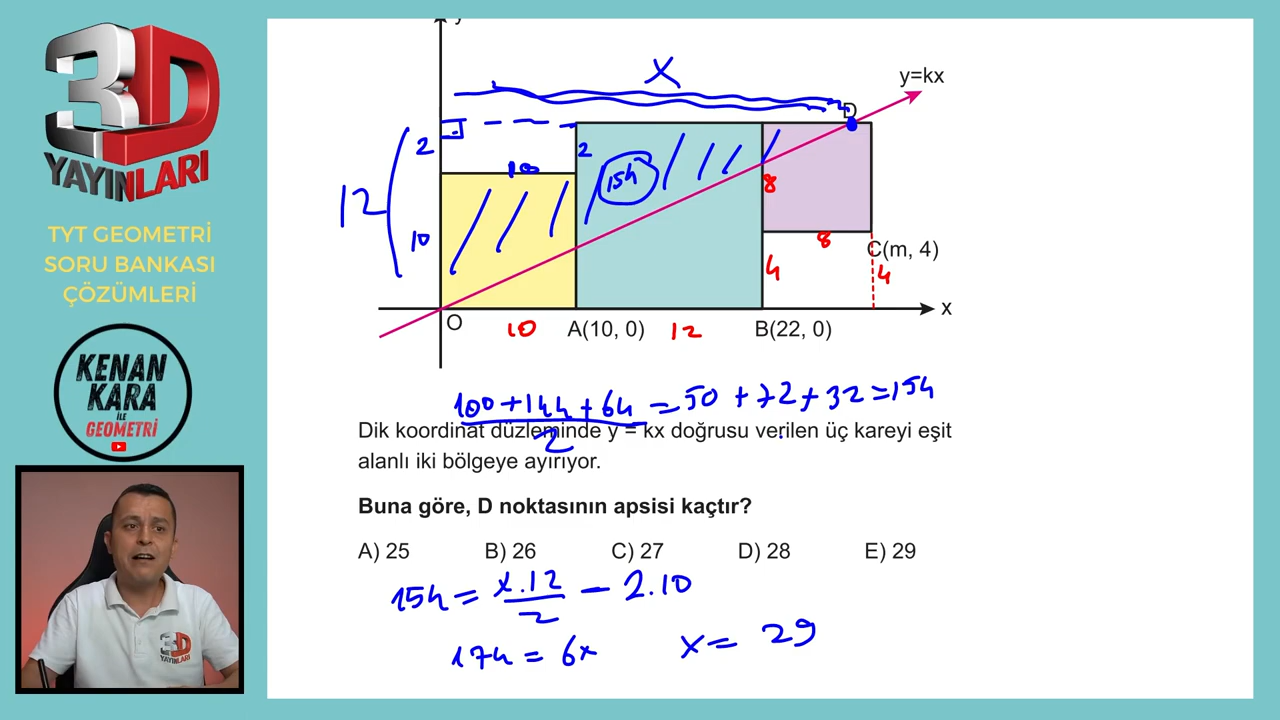 3D
YAYINLARI
TYT GEOMETRİ
SORU BANKASI
ÇÖZÜMLERİ
KENAN
KARA
İLE
GEOMETRİ
3D
YAYINLARI
y
x
y=kx
D
2
2
100
154
12
10
8
8
C(m, 4)
4
4
x
O
10
A(10, 0)
12
B(22, 0)
100+144+64/2 = 50+72+32=154
Dik koordinat düzleminde y = kx doğrusu verilen üç kareyi eşit
alanlı iki bölgeye ayırıyor.
Buna göre, D noktasının apsisi kaçtır?
A) 25 B) 26 C) 27 D) 28 E) 29
154 = x.12/2 - 2.10
174 = 6x x = 29